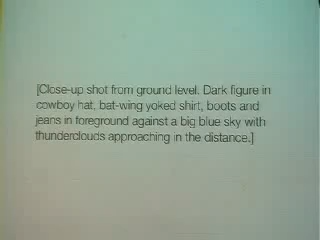 [Close-up shot from ground level. Dark figure in
cowboy hat, bat-wing yoked shirt, boots and
jeans in foreground against a big blue sky with
thunderclouds approaching in the distance.]